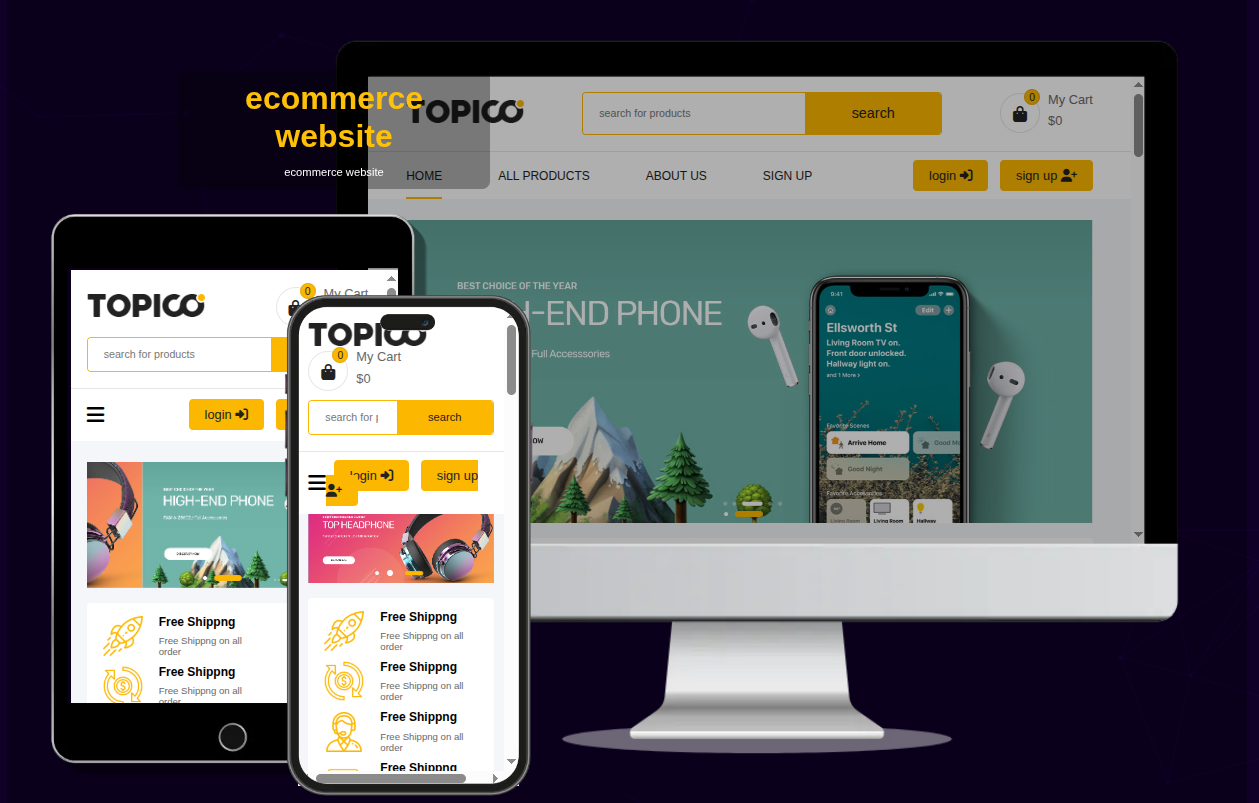 ecommerce
website
ecommerce website
TOPICO
search for products
search
0
My Cart
$0
HOME
ALL PRODUCTS
ABOUT US
SIGN UP
login
sign up
BEST CHOICE OF THE YEAR
H-END PHONE
Full Accesssories
OW
9:41
Edit
Ellsworth St
Living Room TV on.
Front door unlocked.
Hallway light on.
and 1 More ›
Favorite Scenes
Arrive Home
Good Mo
Good Night
Favorite Accessories
Living Room
Living Room
Hallway
TOPICO
0
My Cart
search for products
login
BEST CHOICE OF THE YEAR
HIGH-END PHONE
Free Shippng
Free Shippng on all
order
Free Shippng
Free Shippng on all
order
TOPICO
0
My Cart
$0
search for p
search
login
sign up
TOP HEADPHONE
Free Shippng
Free Shippng on all
order
Free Shippng
Free Shippng on all
order
Free Shippng
Free Shippng on all
order
Free Shippng